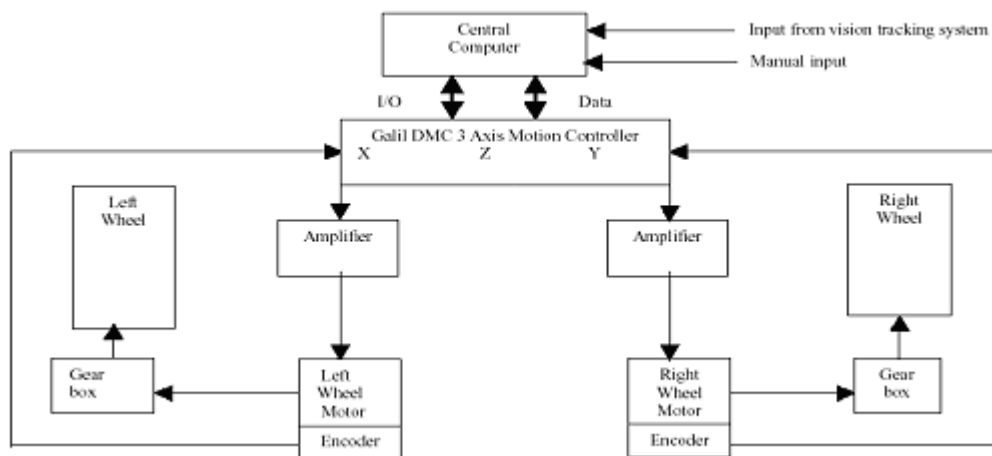 Central
Computer
Input from vision tracking system
Manual input
I/O
Data
Galil DMC 3 Axis Motion Controller
X Z Y
Left
Wheel
Amplifier
Amplifier
Right
Wheel
Gear
box
Left
Wheel
Motor
Encoder
Right
Wheel
Motor
Encoder
Gear
box